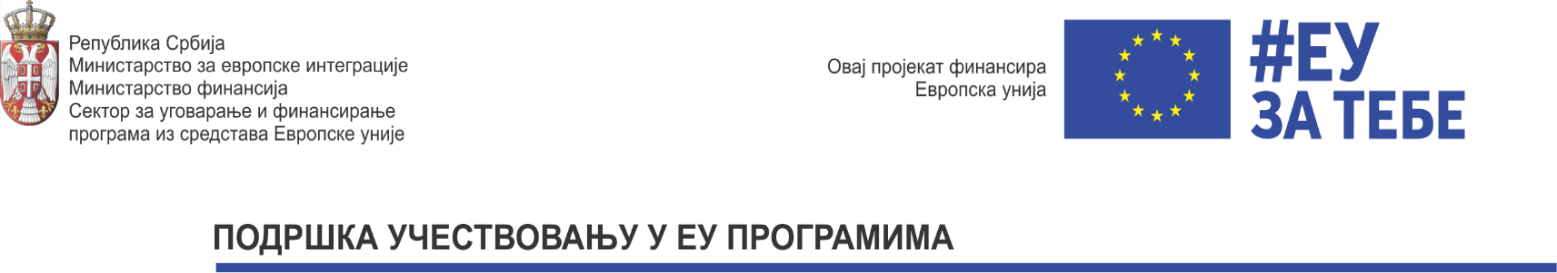 Република Србија
Министарство за европске интеграције
Министарство финансија
Сектор за уговарање и финансирање
програма из средстава Европске уније
Овај пројекат финансира
Европска унија
#ЕУ
ЗА ТЕБЕ
ПОДРШКА УЧЕСТВОВАЊУ У ЕУ ПРОГРАМИМА